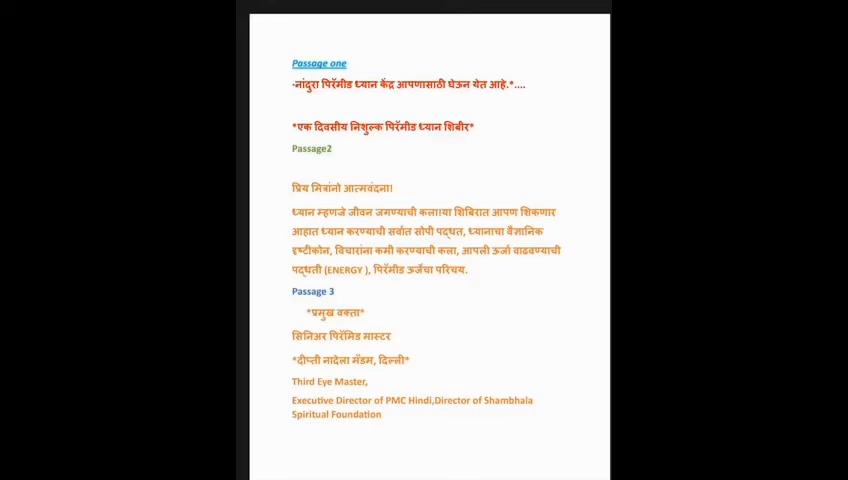 Passage one
·नांदुरा पिरॅमीड ध्यान केंद्र आपणासाठी घेऊन येत आहे.*....
*एक दिवसीय निशुल्क पिरॅमीड ध्यान शिबीर*
Passage2
प्रिय मित्रांनो आत्मवंदना!
ध्यान म्हणजे जीवन जगण्याची कला!या शिबिरात आपण शिकणार
आहात ध्यान करण्याची सर्वात सोपी पद्धत, ध्यानाचा वैज्ञानिक
दृष्टीकोन, विचारांना कमी करण्याची कला, आपली ऊर्जा वाढवण्याची
पद्धती (ENERGY ), पिरॅमीड ऊर्जेचा परिचय.
Passage 3
*प्रमुख वक्ता*
सिनिअर पिरॅमिड मास्टर
*दीप्ती नादेला मॅडम, दिल्ली*
Third Eye Master,
Executive Director of PMC Hindi,Director of Shambhala
Spiritual Foundation